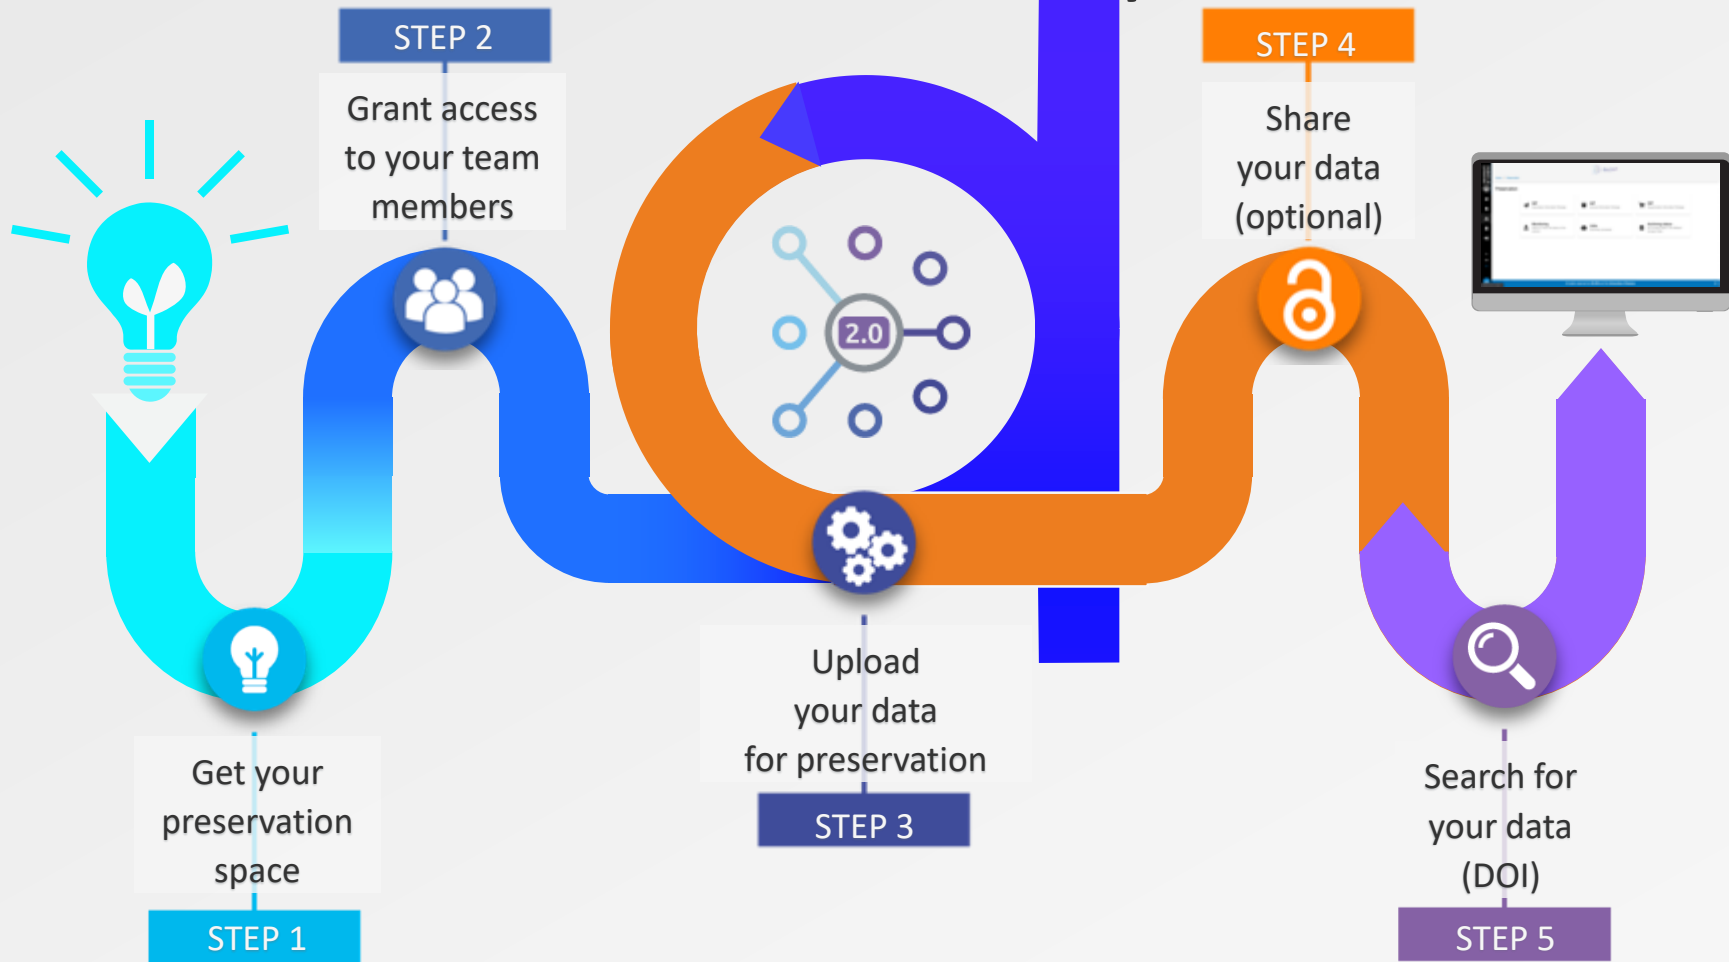 STEP 2
Grant access
to your team
members
STEP 4
Share
your data
(optional)
2.0
Upload
your data
for preservation
STEP 3
Get your
preservation
space
STEP 1
Search for
your data
(DOI)
STEP 5